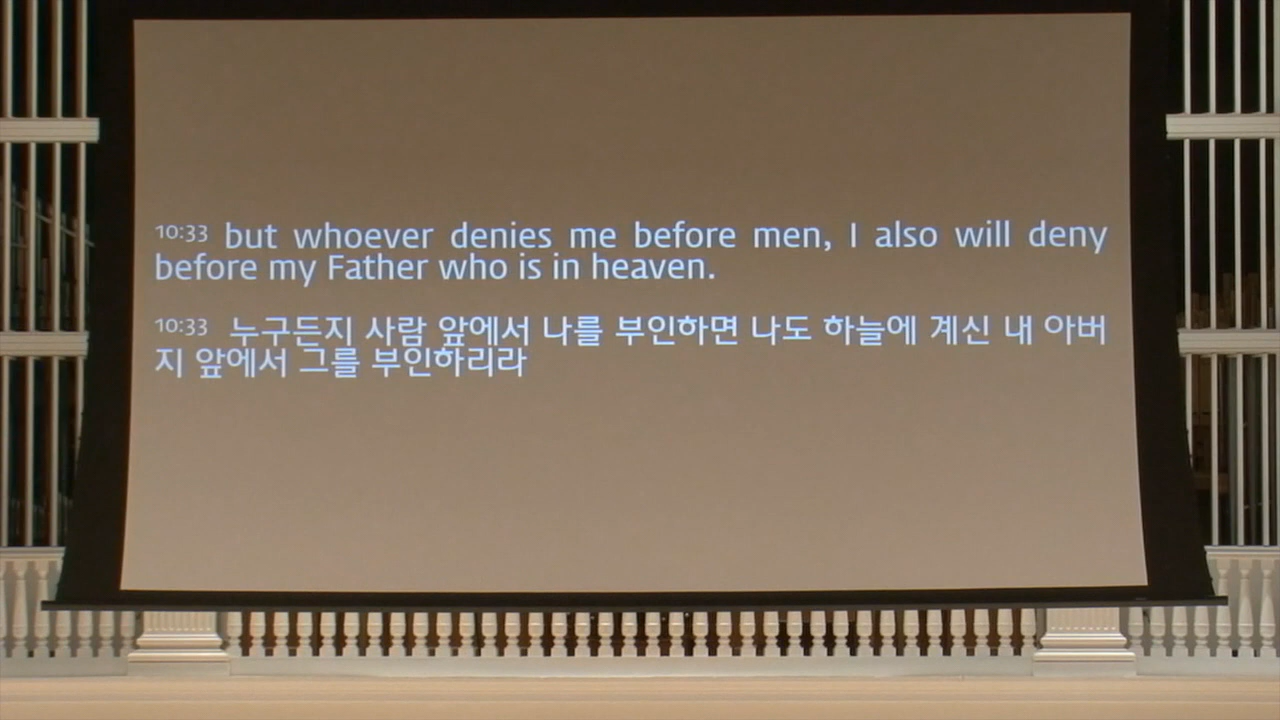 10:33 but whoever denies me before men, I also will deny
before my Father who is in heaven.
10:33 누구든지 사람 앞에서 나를 부인하면 나도 하늘에 계신 내 아버
지 앞에서 그를 부인하리라